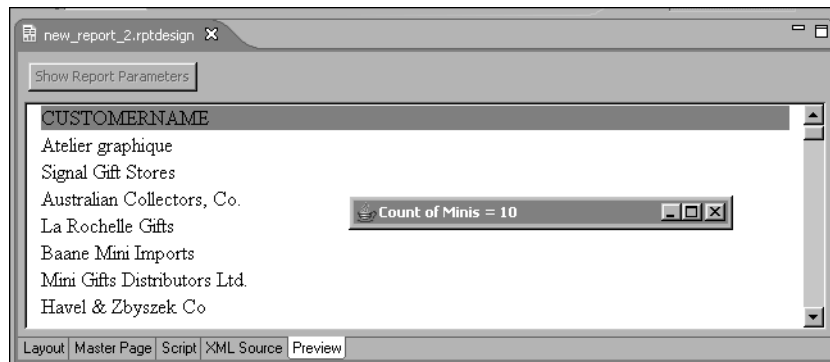 new_report_2.rptdesign
Show Report Parameters
CUSTOMERNAME
Atelier graphique
Signal Gift Stores
Australian Collectors, Co.
Count of Minis = 10
La Rochelle Gifts
Baane Mini Imports
Mini Gifts Distributors Ltd.
Havel & Zbyszek Co
Layout Master Page Script XML Source Preview